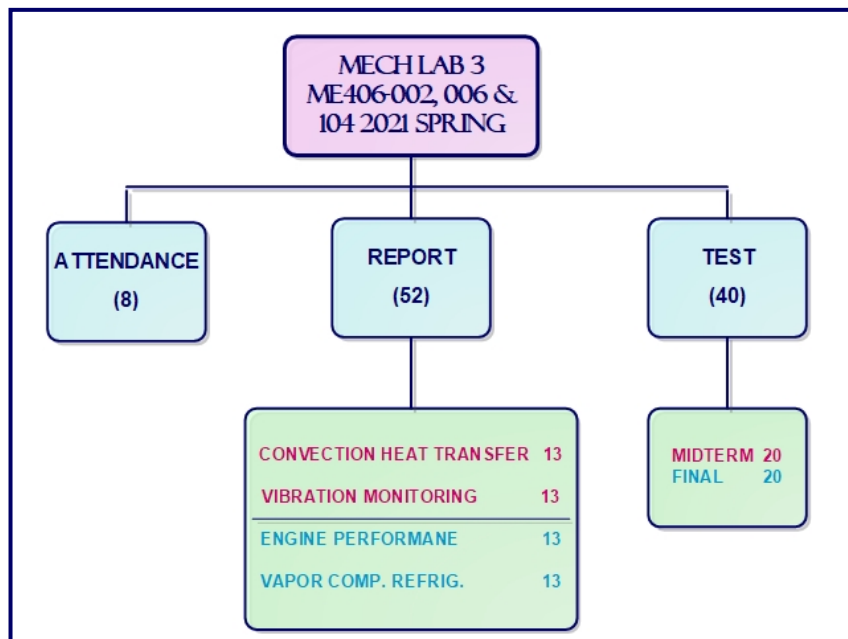 MECH LAB 3
ME406-002, 006 &
104 2021 SPRING
ATTENDANCE
(8)
REPORT
(52)
TEST
(40)
CONVECTION HEAT TRANSFER 13
VIBRATION MONITORING 13
ENGINE PERFORMANE 13
VAPOR COMP. REFRIG. 13
MIDTERM 20
FINAL 20